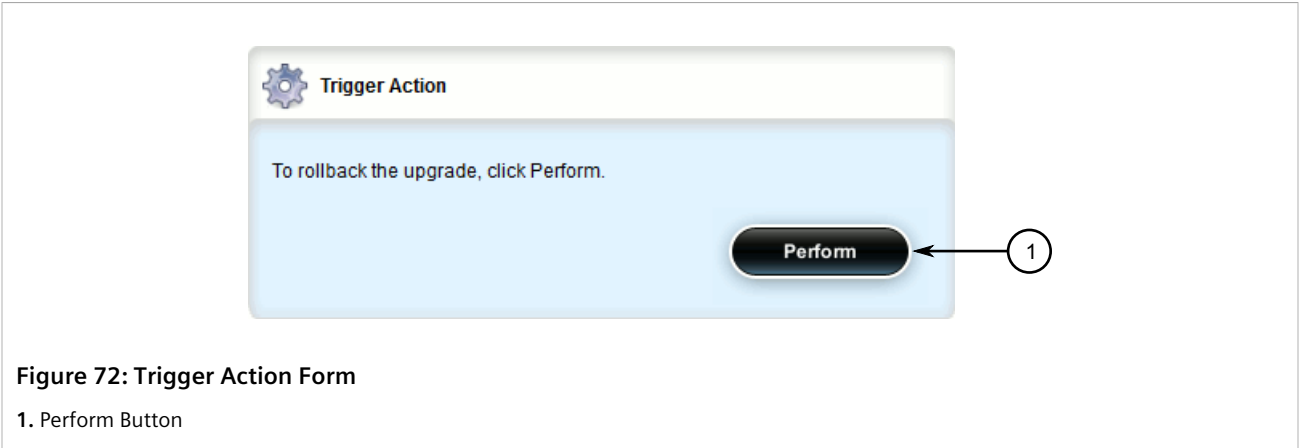 Trigger Action
To rollback the upgrade, click Perform.
Perform
1
Figure 72: Trigger Action Form
1. Perform Button